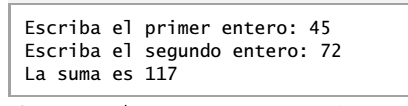 Escriba el primer entero: 45
Escriba el segundo entero: 72
La suma es 117